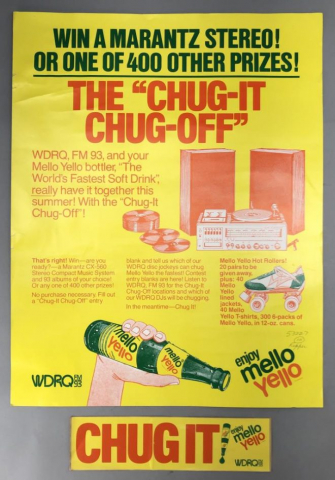 WIN A MARANTZ STEREO!
OR ONE OF 400 OTHER PRIZES!
THE "CHUG-IT
CHUG-OFF"
WDRQ, FM 93, and your
Mello Yello bottler, "The
World's Fastest Soft Drink",
really have it together this
summer! With the "Chug-It
Chug-Off"!
That's right! Win—are you
ready?—a Marantz CX-560
Stereo Compact Music System
and 93 albums of your choice!
Or any one of 400 other prizes!
No purchase necessary. Fill out
a "Chug-It Chug-Off" entry
blank and tell us which of our
WDRQ disc jockeys can chug
Mello Yello the fastest! Contest
entry blanks are here! Listen to
WDRQ, FM 93 for the Chug-It
Chug-Off locations and which of
our WDRQ DJs will be chugging.
In the meantime—Chug It!
Mello Yello Hot Rollers!
20 pairs to be
given away,
plus: 40
Mello
Yello
lined
jackets,
40 Mello
Yello T-shirts, 300 6-packs of
Mello Yello, in 12-oz. cans.
mello
yello
enjoy
mello
yello
WDRQ
CHUG IT!
enjoy
mello
yello
WDRQ